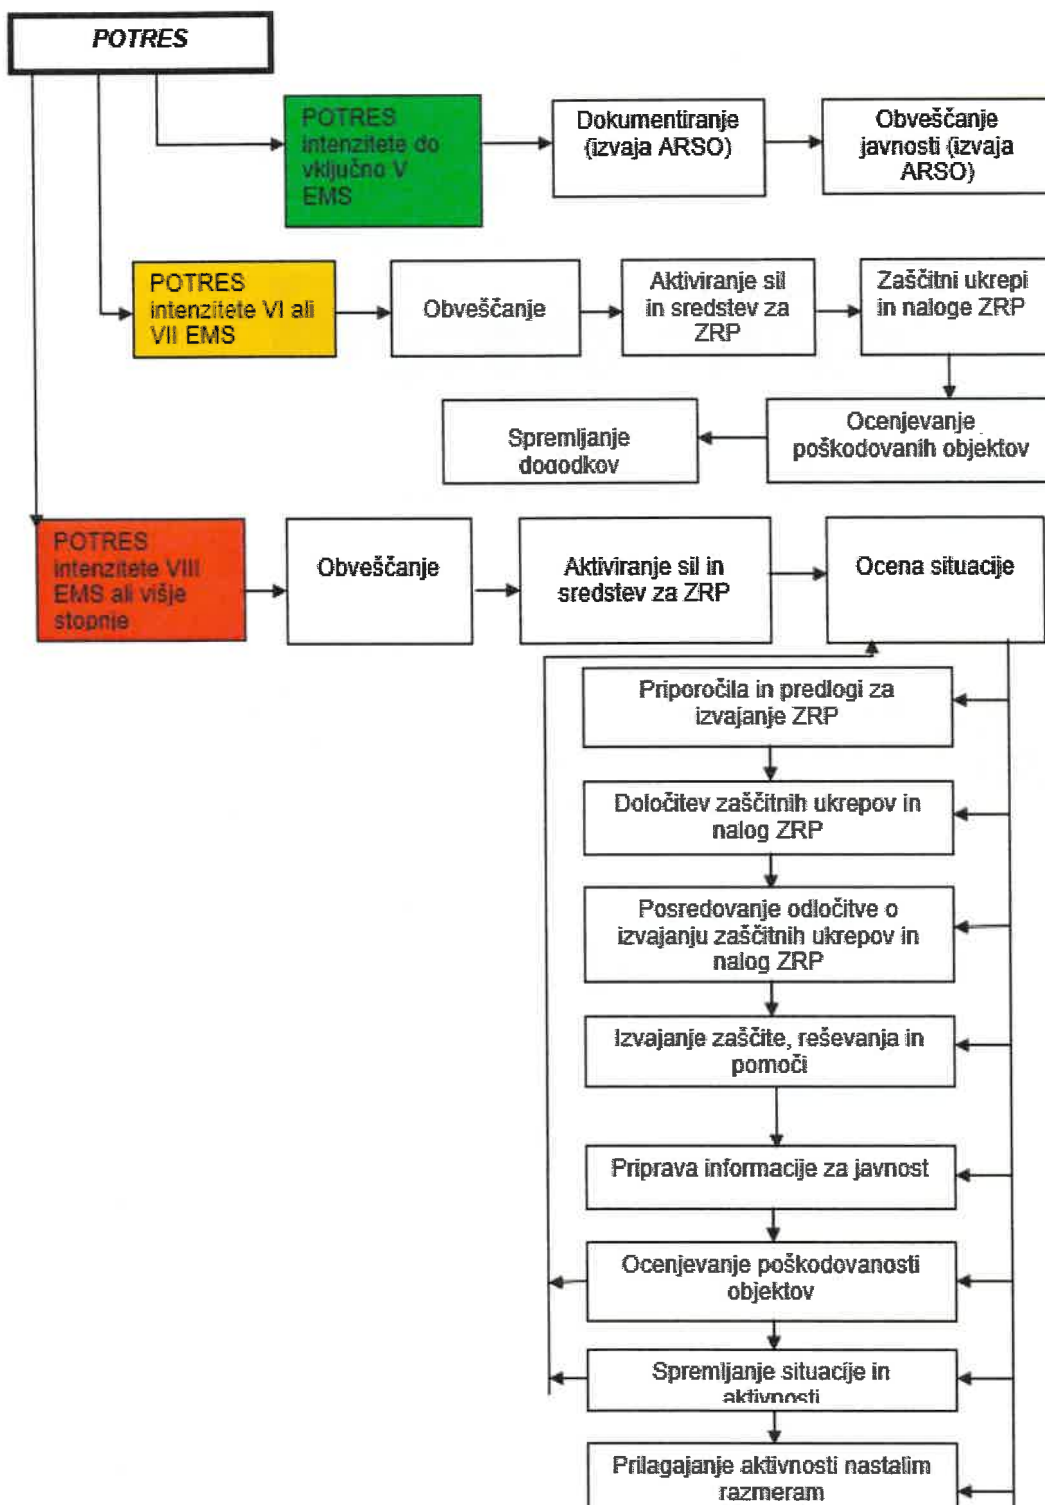 POTRES
POTRES
intenzitete do
vključno V
EMS
Dokumentiranje
(izvaja ARSO)
Obveščanje
javnosti (izvaja
ARSO)
POTRES
intenzitete VI ali
VII EMS
Obveščanje
Aktiviranje sil
in sredstev za
ZRP
Zaščitni ukrepi
in naloge ZRP
Ocenjevanje
poškodovanih objektov
Spremljanje
dogodkov
POTRES
intenzitete VIII
EMS ali višje
stopnje
Obveščanje
Aktiviranje sil in
sredstev za ZRP
Ocena situacije
Priporočila in predlogi za
izvajanje ZRP
Določitev zaščitnih ukrepov in
nalog ZRP
Posredovanje odločitve o
izvajanju zaščitnih ukrepov in
nalog ZRP
Izvajanje zaščite, reševanja in
pomoči
Priprava informacije za javnost
Ocenjevanje poškodovanosti
objektov
Spremljanje situacije in
aktivnosti
Prilagajanje aktivnosti nastalim
razmeram